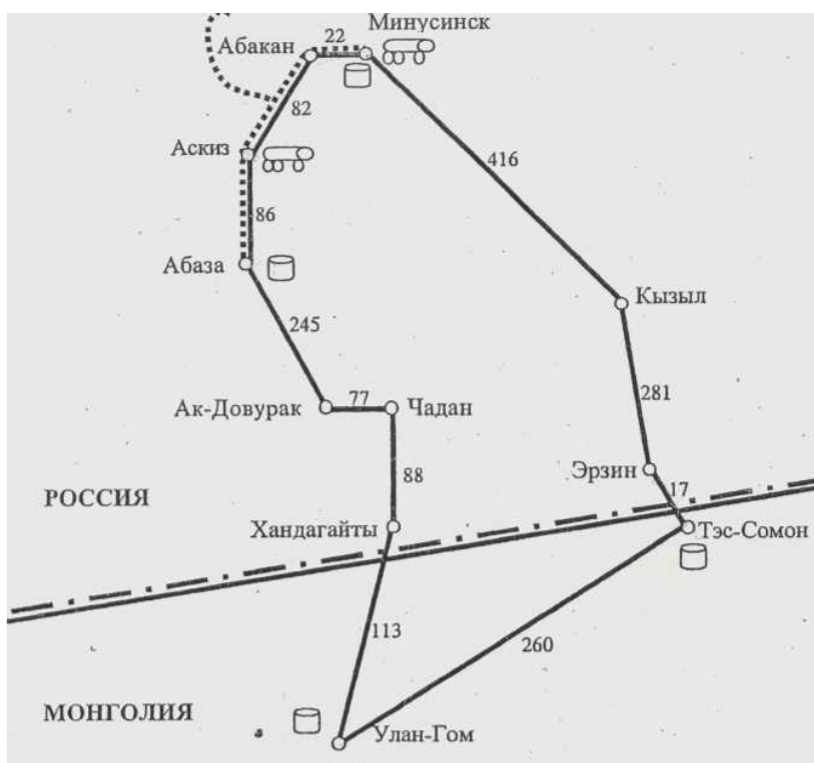 Минусинск
Абакан
22
82
Аскиз
416
86
Абаза
Кызыл
245
77
Ак-Довурак
Чадан
281
Эрзин
88
17
РОССИЯ
Хандагайты
Тэс-Сомон
113
260
МОНГОЛИЯ
Улан-Гом